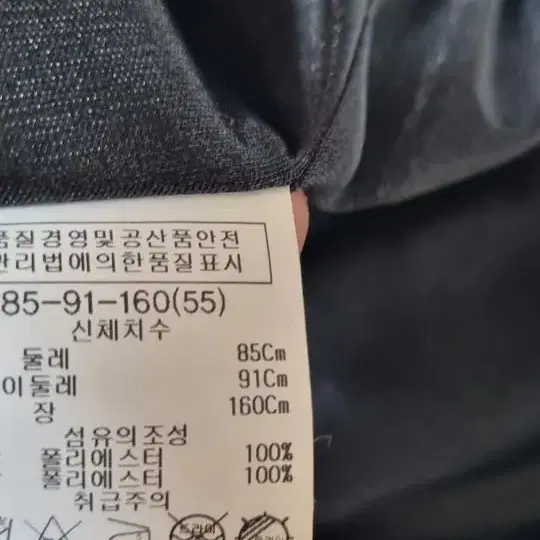 품질경영및공산품안전
관리법에의한품질표시
85-91-160(55)
신체치수
둘레 85Cm
이둘레 91Cm
장 160Cm
섬유의조성
폴리에스터 100%
폴리에스터 100%
취급주의
드라이